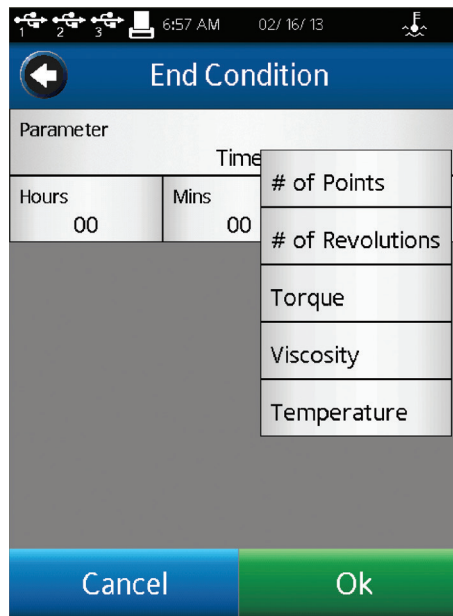 1 2 3 6:57 AM 02/16/13
End Condition
Parameter
Time
Hours Mins
00 00
# of Points
# of Revolutions
Torque
Viscosity
Temperature
Cancel Ok